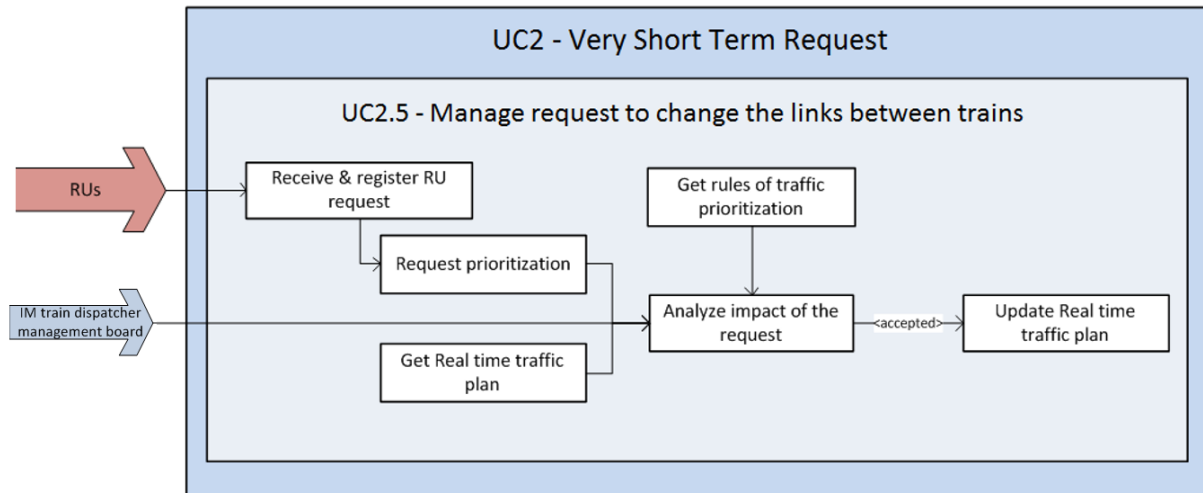 UC2 - Very Short Term Request
UC2.5 - Manage request to change the links between trains
RUs
Receive & register RU
request
Get rules of traffic
prioritization
Request prioritization
IM train dispatcher
management board
Analyze impact of the
request
<accepted>
Update Real time
traffic plan
Get Real time traffic
plan